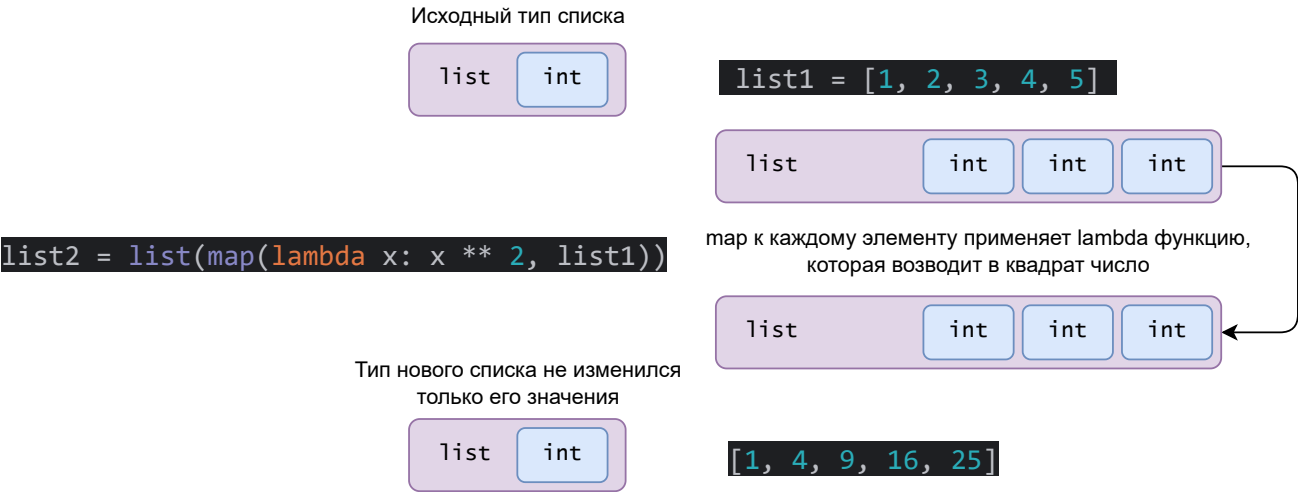 Исходный тип списка
list int
list1 = [1, 2, 3, 4, 5]
list int int int
list2 = list(map(lambda x: x ** 2, list1))
map к каждому элементу применяет lambda функцию,
которая возводит в квадрат число
list int int int
Тип нового списка не изменился
только его значения
list int
[1, 4, 9, 16, 25]